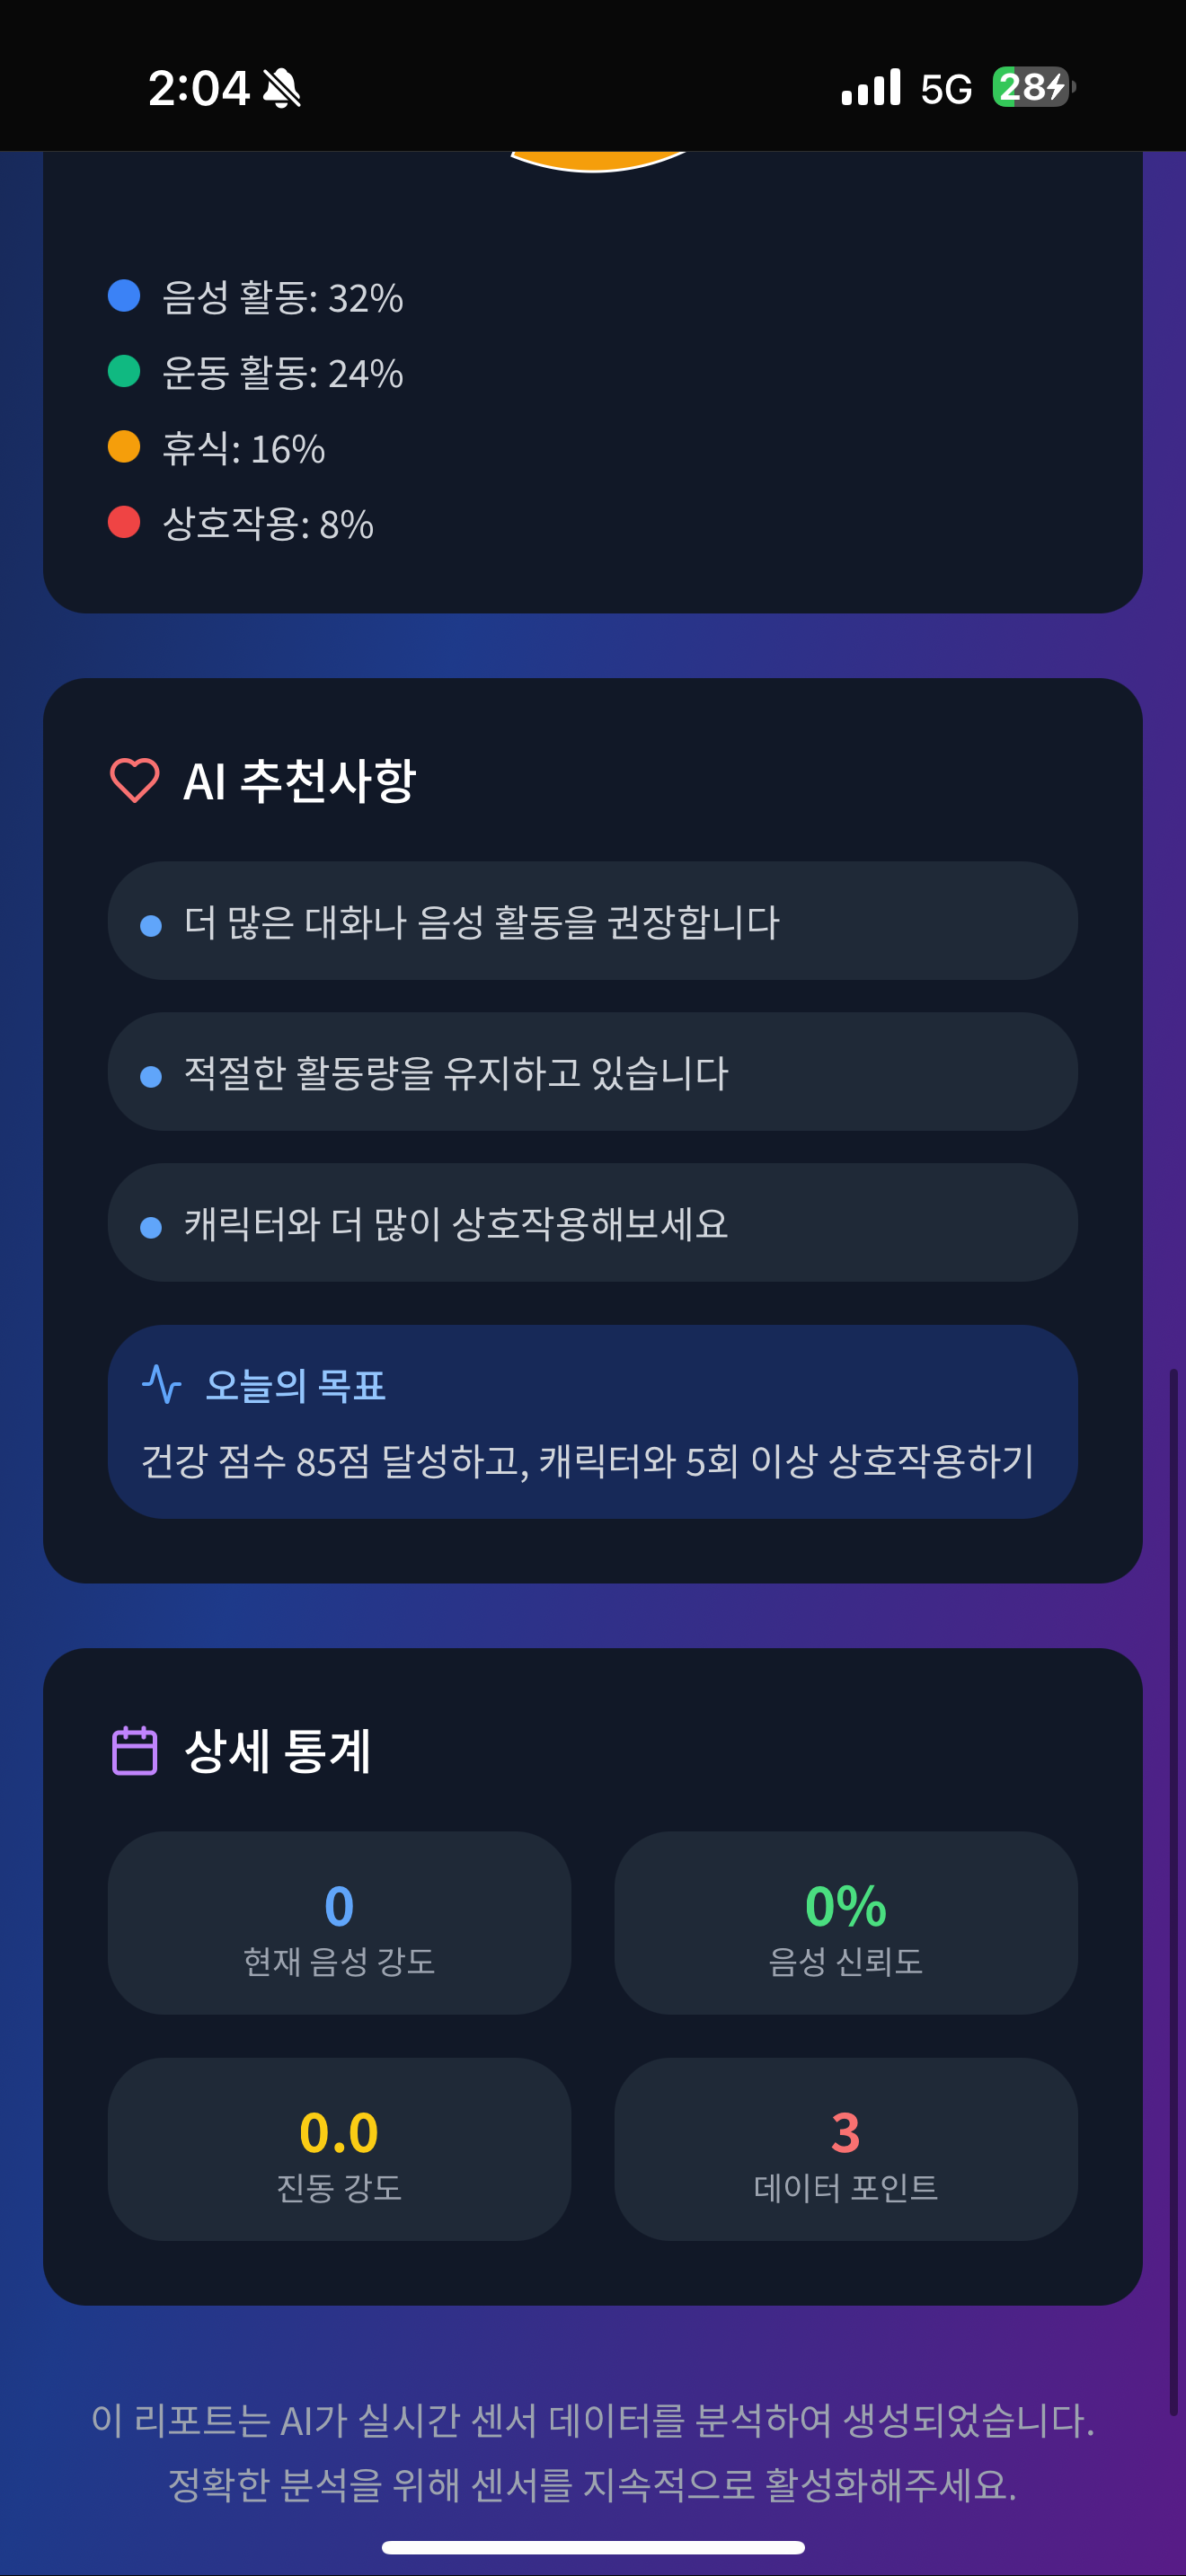 2:04
5G
28
음성 활동: 32%
운동 활동: 24%
휴식: 16%
상호작용: 8%
AI 추천사항
더 많은 대화나 음성 활동을 권장합니다
적절한 활동량을 유지하고 있습니다
캐릭터와 더 많이 상호작용해보세요
오늘의 목표
건강 점수 85점 달성하고, 캐릭터와 5회 이상 상호작용하기
상세 통계
0
현재 음성 강도
0%
음성 신뢰도
0.0
진동 강도
3
데이터 포인트
이 리포트는 AI가 실시간 센서 데이터를 분석하여 생성되었습니다.
정확한 분석을 위해 센서를 지속적으로 활성화해주세요.